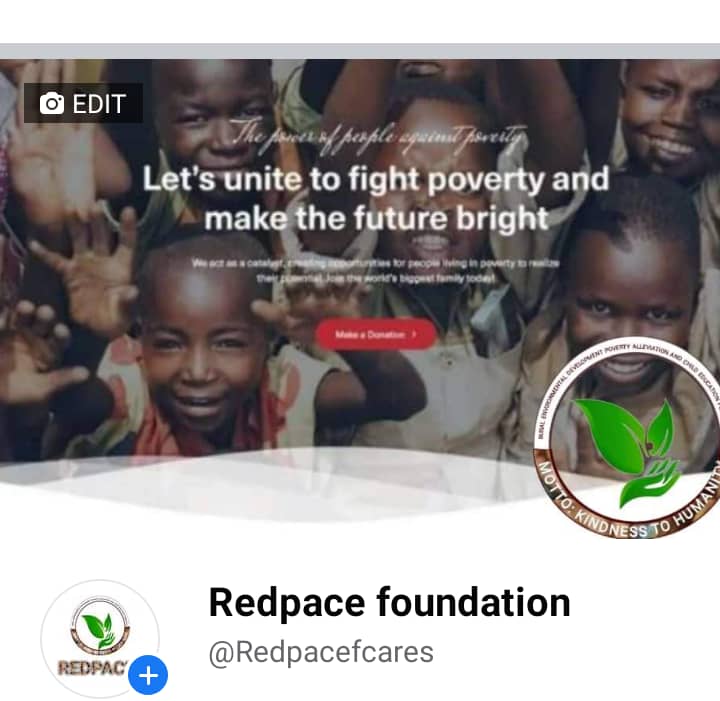 EDIT
The power of people against poverty
Let's unite to fight poverty and
make the future bright
We act as a catalyst, creating opportunities for people living in poverty to realize
their potential. Join the world's biggest family today!
Make a Donation >
RURAL ENVIRONMENTAL DEVELOPMENT POVERTY ALLEVIATION AND CHILD EDUCATION
MOTTO: KINDNESS TO HUMANITY
Redpace foundation
@Redpacefcares
REDPAC